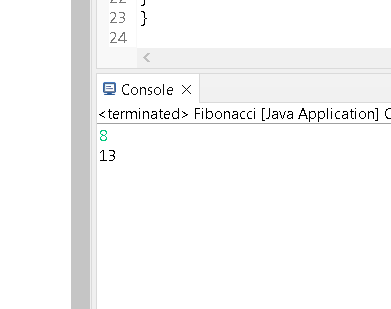 22 }
23 }
24
Console
<terminated> Fibonacci [Java Application] C
8
13